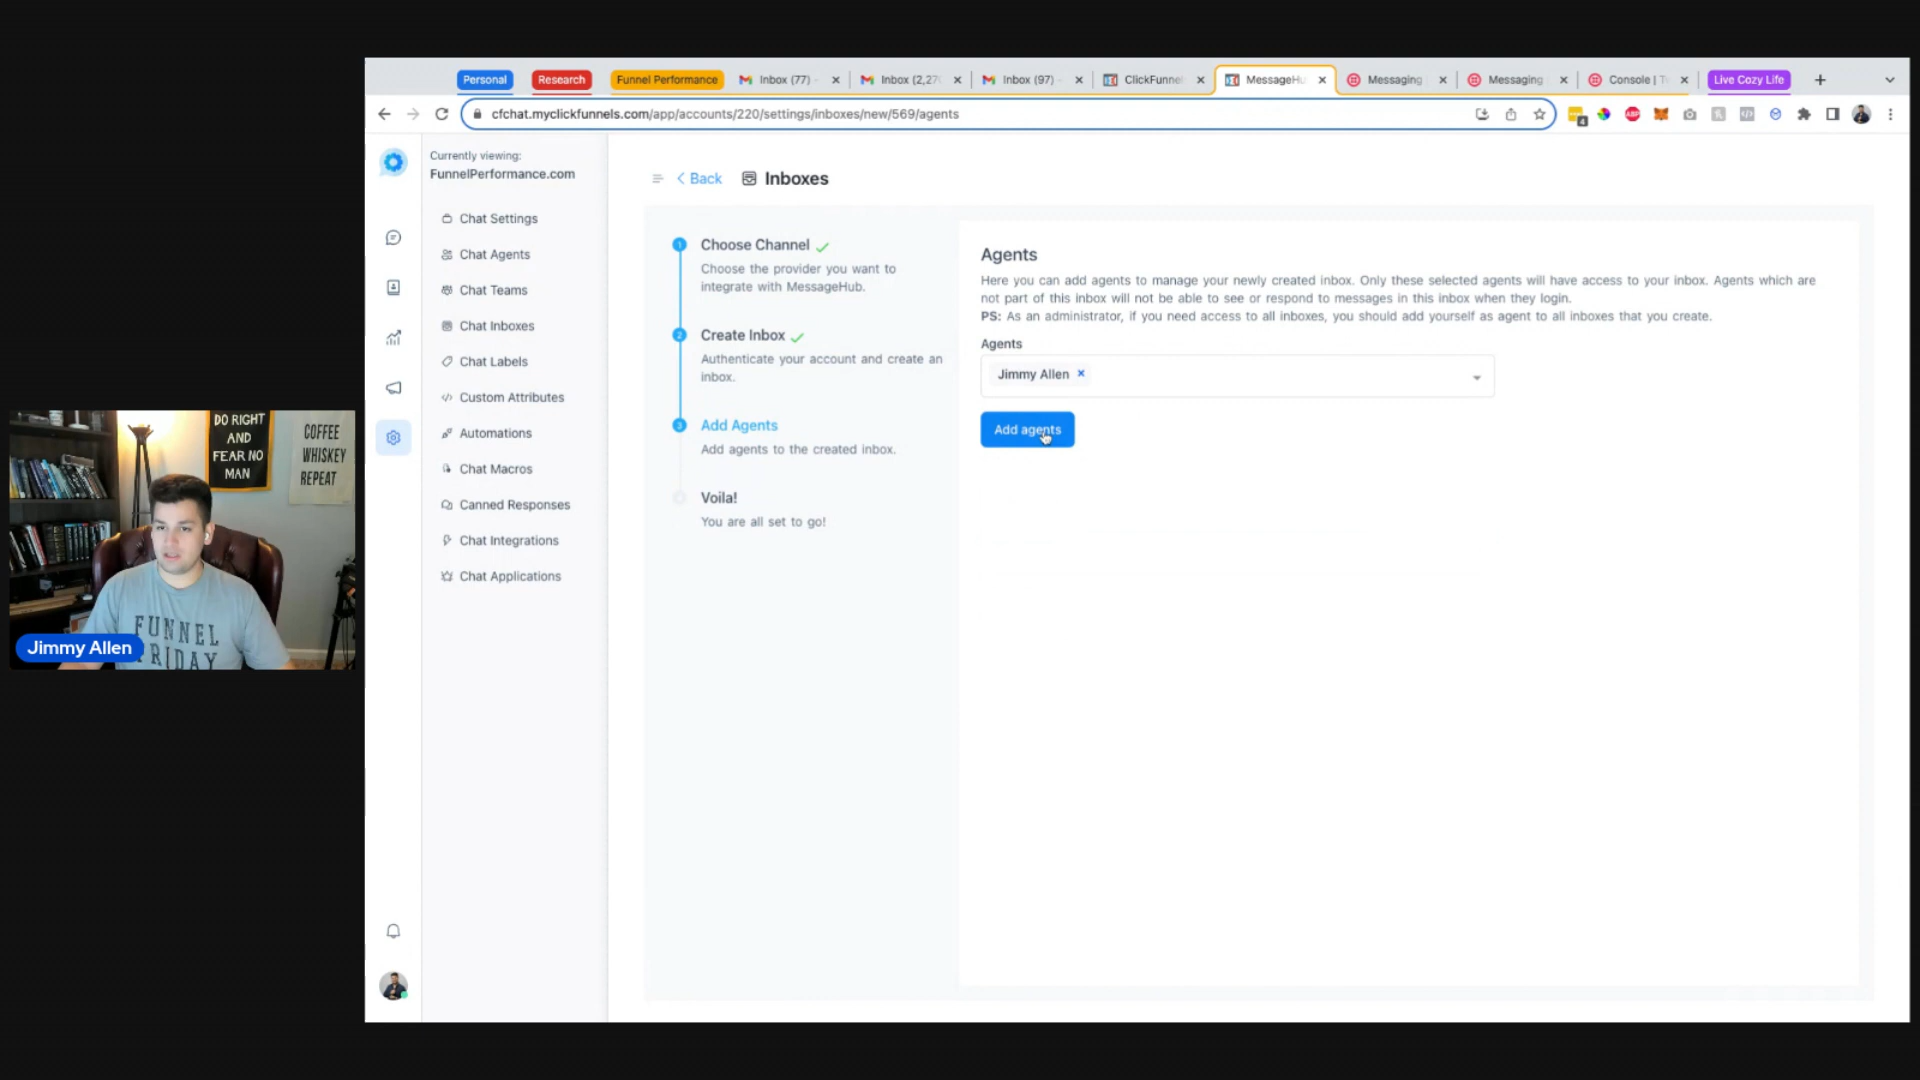 Personal
Research
Funnel Performance
Inbox (77) -
Inbox (2,27
Inbox (97) -
ClickFunnel
MessageHu
Messaging
Messaging
Console | T
Live Cozy Life
cfchat.myclickfunnels.com/app/accounts/220/settings/inboxes/new/569/agents
4
ABP
Currently viewing:
FunnelPerformance.com
Chat Settings
Chat Agents
Chat Teams
Chat Inboxes
Chat Labels
Custom Attributes
Automations
Chat Macros
Canned Responses
Chat Integrations
Chat Applications
Back
Inboxes
1
Choose Channel
Choose the provider you want to
integrate with MessageHub.
2
Create Inbox
Authenticate your account and create an
inbox.
3
Add Agents
Add agents to the created inbox.
Voila!
You are all set to go!
Agents
Here you can add agents to manage your newly created inbox. Only these selected agents will have access to your inbox. Agents which are
not part of this inbox will not be able to see or respond to messages in this inbox when they login.
PS: As an administrator, if you need access to all inboxes, you should add yourself as agent to all inboxes that you create.
Agents
Jimmy Allen
Add agents
DO RIGHT
AND
FEAR NO
MAN
COFFEE
WHISKEY
REPEAT
FUNNEL
FRIDAY
Jimmy Allen